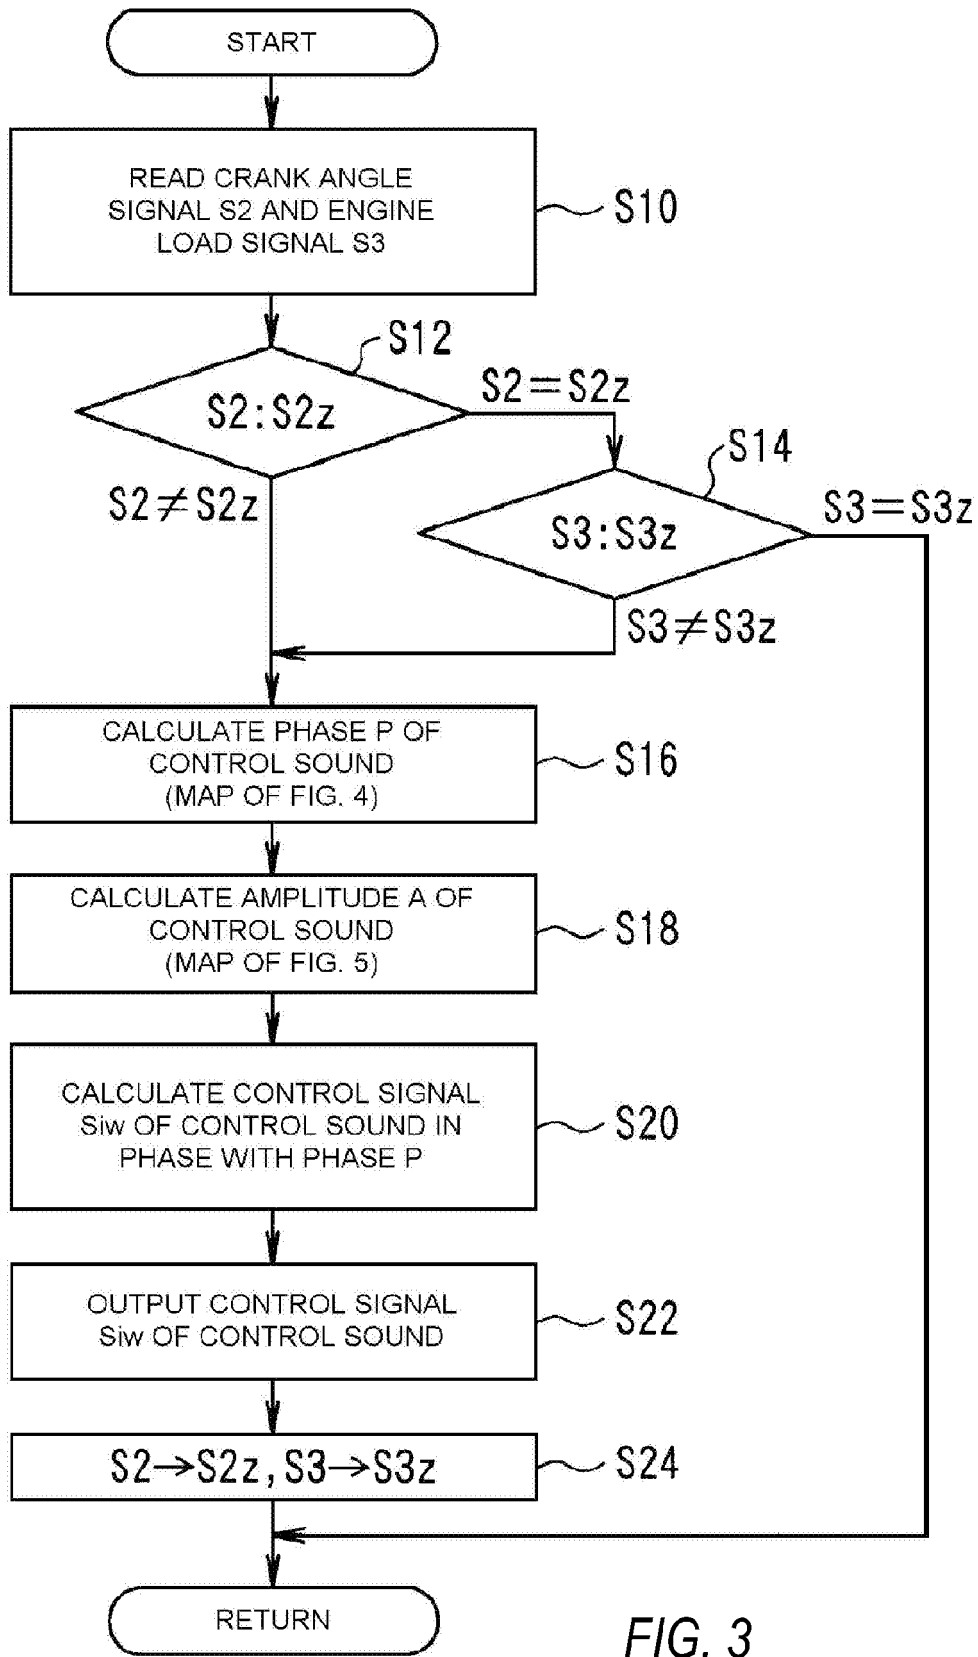 START
READ CRANK ANGLE
SIGNAL S2 AND ENGINE
LOAD SIGNAL S3
S10
S12
S2:S2z
S2=S2z
S2≠S2z
S14
S3:S3z
S3=S3z
S3≠S3z
CALCULATE PHASE P OF
CONTROL SOUND
(MAP OF FIG. 4)
S16
CALCULATE AMPLITUDE A OF
CONTROL SOUND
(MAP OF FIG. 5)
S18
CALCULATE CONTROL SIGNAL
Siw OF CONTROL SOUND IN
PHASE WITH PHASE P
S20
OUTPUT CONTROL SIGNAL
Siw OF CONTROL SOUND
S22
S2→S2z,S3→S3z
S24
RETURN
FIG. 3